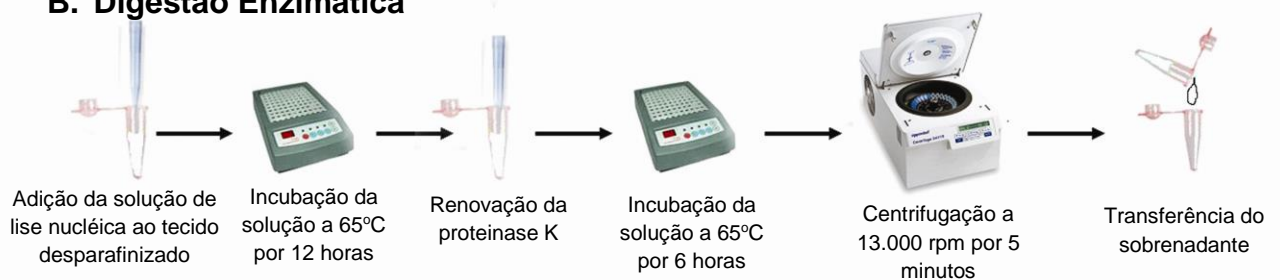 B. Digestão Enzimática
Adição da solução de
lise nucléica ao tecido
desparafinizado
Incubação da
solução a 65ºC
por 12 horas
Renovação da
proteinase K
Incubação da
solução a 65ºC
por 6 horas
Centrifugação a
13.000 rpm por 5
minutos
Transferência do
sobrenadante